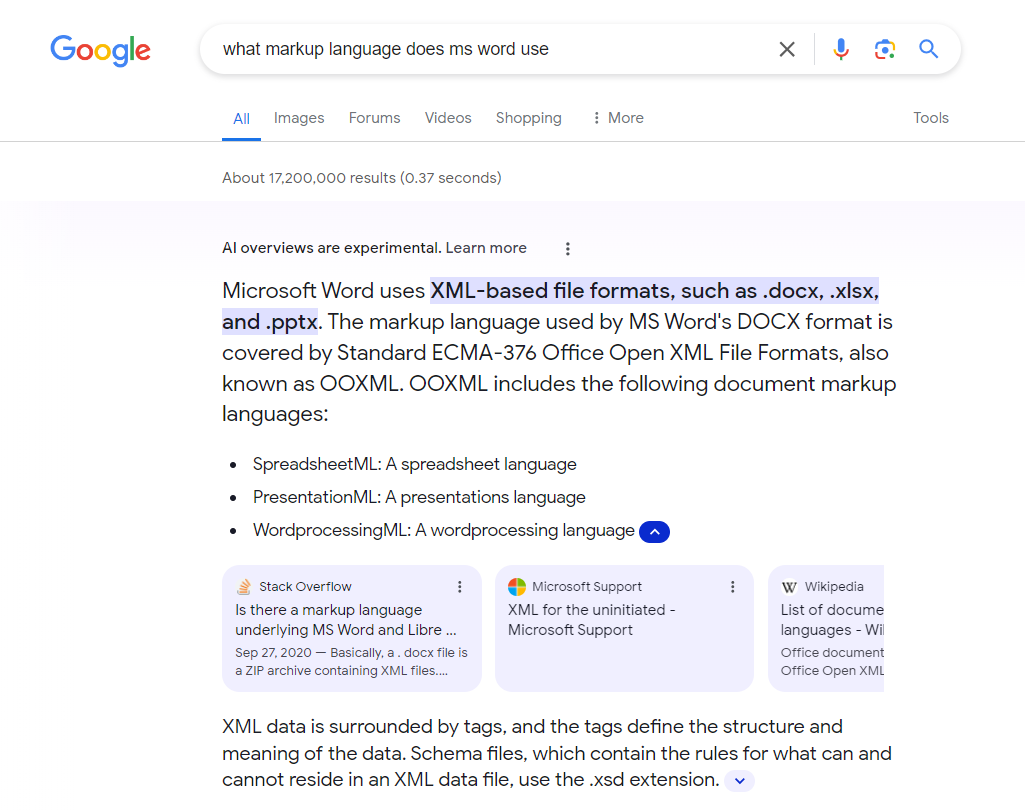 Google
what markup language does ms word use
All Images Forums Videos Shopping More Tools
About 17,200,000 results (0.37 seconds)
AI overviews are experimental. Learn more
Microsoft Word uses XML-based file formats, such as .docx, .xlsx,
and .pptx. The markup language used by MS Word's DOCX format is
covered by Standard ECMA-376 Office Open XML File Formats, also
known as OOXML. OOXML includes the following document markup
languages:
• SpreadsheetML: A spreadsheet language
• PresentationML: A presentations language
• WordprocessingML: A wordprocessing language
Stack Overflow
Is there a markup language
underlying MS Word and Libre ...
Sep 27, 2020 — Basically, a . docx file is
a ZIP archive containing XML files....
Microsoft Support
XML for the uninitiated -
Microsoft Support
W Wikipedia
List of docume
languages - Wi
Office document
Office Open XML
XML data is surrounded by tags, and the tags define the structure and
meaning of the data. Schema files, which contain the rules for what can and
cannot reside in an XML data file, use the .xsd extension.